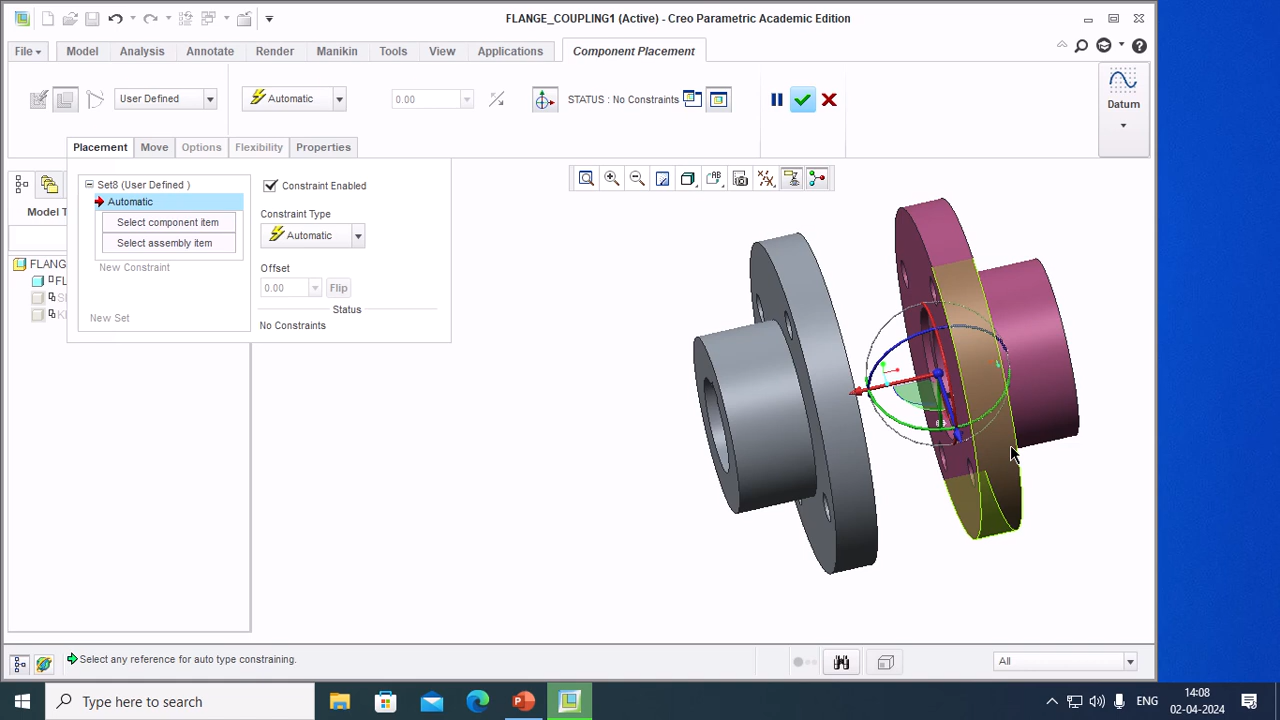 FLANGE_COUPLING1 (Active) - Creo Parametric Academic Edition
File Model Analysis Annotate Render Manikin Tools View Applications Component Placement
User Defined Automatic 0.00 STATUS : No Constraints Datum
Placement Move Options Flexibility Properties
Set8 (User Defined ) Constraint Enabled
Automatic
Model T Constraint Type
Select component item
Automatic
Select assembly item
FLANG New Constraint Offset
0.00 Flip
Status
New Set
No Constraints
Select any reference for auto type constraining. All
Type here to search ENG 14:08
02-04-2024